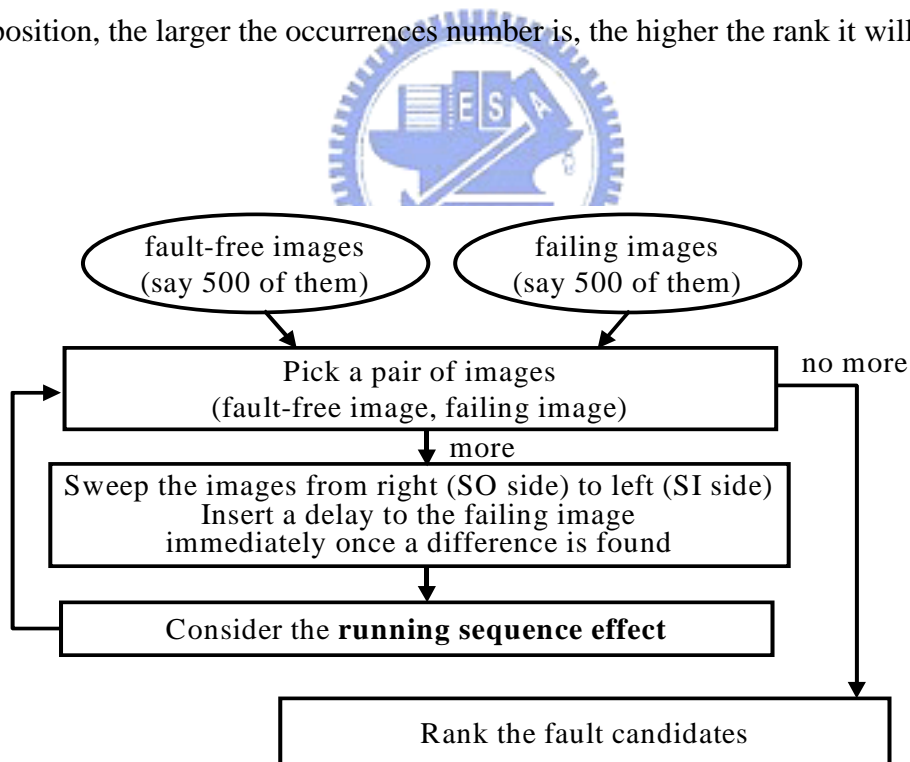 position, the larger the occurrences number is, the higher the rank it will
E S A
fault-free images
(say 500 of them)
failing images
(say 500 of them)
Pick a pair of images
(fault-free image, failing image)
no more
more
Sweep the images from right (SO side) to left (SI side)
Insert a delay to the failing image
immediately once a difference is found
Consider the running sequence effect
Rank the fault candidates